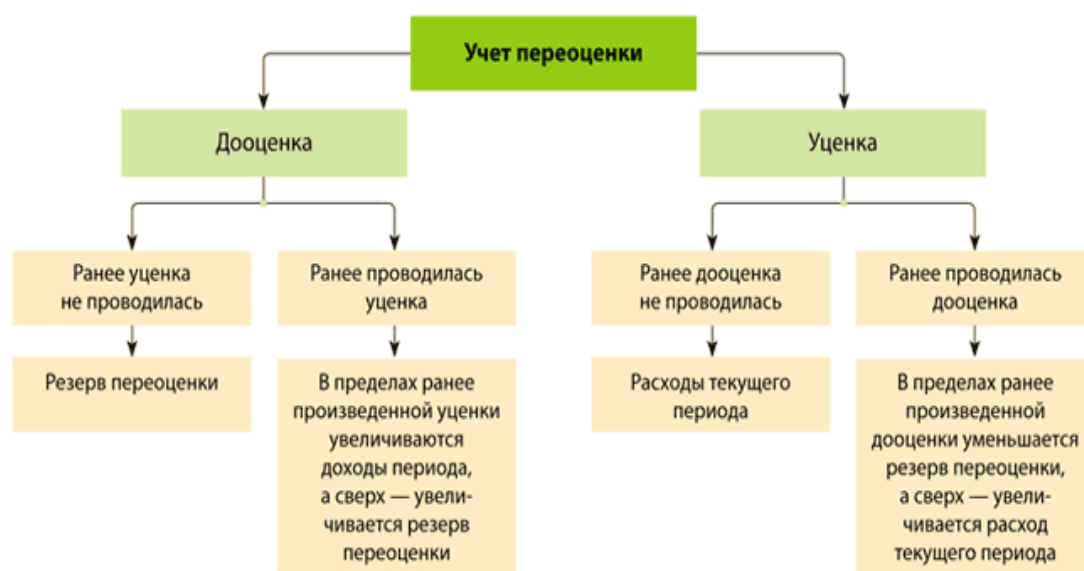 Учет переоценки
Дооценка
Уценка
Ранее уценка
не проводилась
Ранее проводилась
уценка
Ранее дооценка
не проводилась
Ранее проводилась
дооценка
Резерв переоценки
В пределах ранее
произведенной уценки
увеличиваются
доходы периода,
а сверх — увели-
чивается резерв
переоценки
Расходы текущего
периода
В пределах ранее
произведенной
дооценки уменьшается
резерв переоценки,
а сверх — увели-
чивается расход
текущего периода